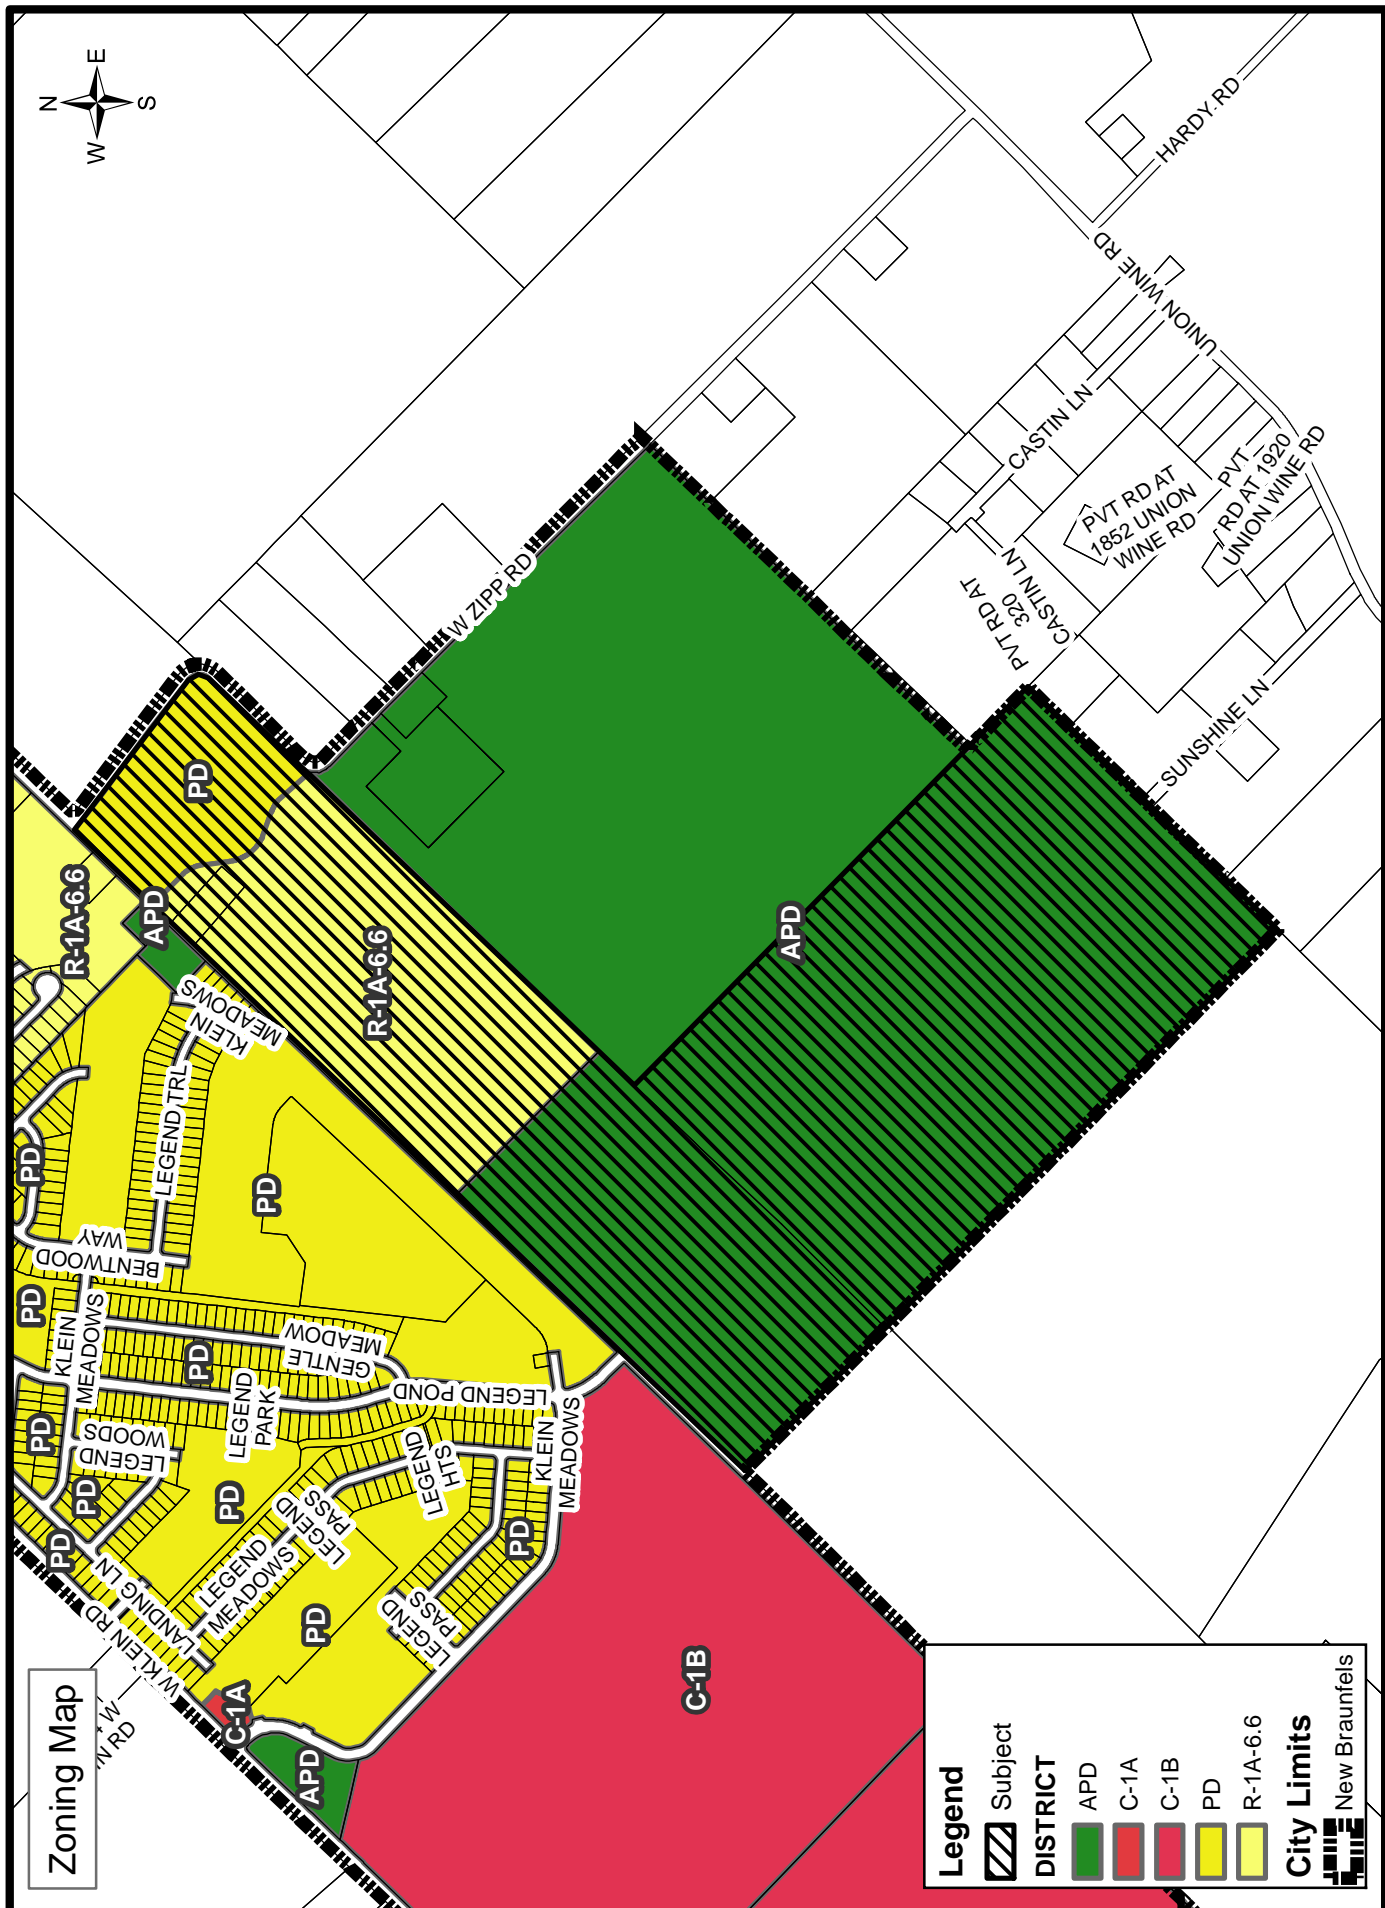 Zoning Map
N
W
E
S
W
N RD
W KLEIN RD
LANDING LN
C-1A
APD
PD
PD
PD
PD
PD
LEGEND
WOODS
KLEIN
MEADOWS
BENTWOOD
WAY
PD
LEGEND TRL
KLEIN
MEADOWS
R-1A-6.6
APD
PD
PD
LEGEND
PARK
GENTLE
MEADOW
PD
LEGEND
MEADOWS
LEGEND
PASS
PD
LEGEND
HTS
LEGEND POND
LEGEND
PASS
PD
KLEIN
MEADOWS
R-1A-6.6
W ZIPP RD
C-1B
APD
HARDY RD
UNION WINE RD
CASTIN LN
PVT RD AT
320
CASTIN LN
PVT RD AT
1852 UNION
WINE RD
PVT
RD AT 1920
UNION WINE RD
SUNSHINE LN
PD
Legend
Subject
DISTRICT
APD
C-1A
C-1B
PD
R-1A-6.6
City Limits
New Braunfels